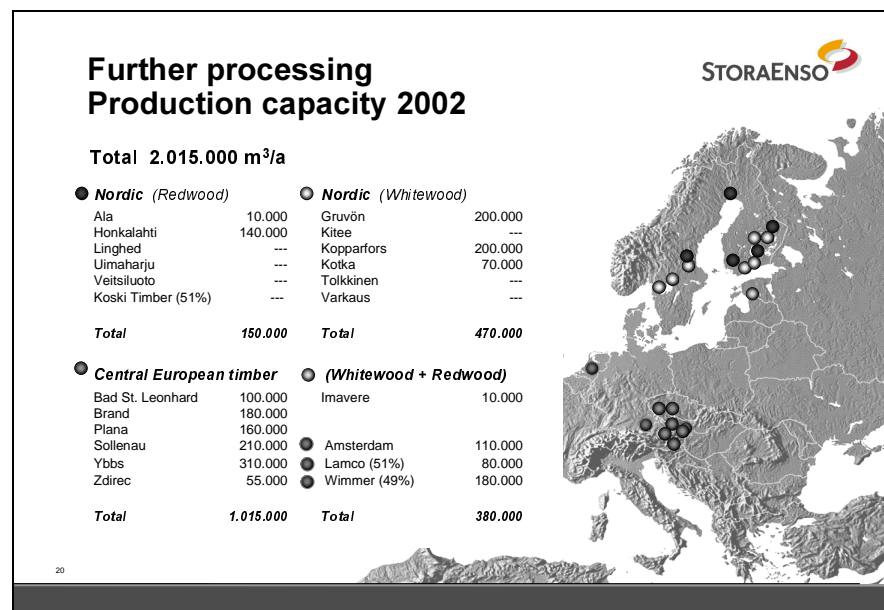 Further processing
Production capacity 2002
STORAENSO
Total 2.015.000 m³/a
Nordic (Redwood)
Ala 10.000
Honkalahti 140.000
Linghed ---
Uimaharju ---
Veitsiluoto ---
Koski Timber (51%) ---
Total 150.000
Nordic (Whitewood)
Gruvön 200.000
Kitee ---
Kopparfors 200.000
Kotka 70.000
Tolkkinen ---
Varkaus ---
Total 470.000
Central European timber
Bad St. Leonhard 100.000
Brand 180.000
Plana 160.000
Sollenau 210.000
Ybbs 310.000
Zdirec 55.000
Total 1.015.000
(Whitewood + Redwood)
Imavere 10.000
Amsterdam 110.000
Lamco (51%) 80.000
Wimmer (49%) 180.000
Total 380.000
20